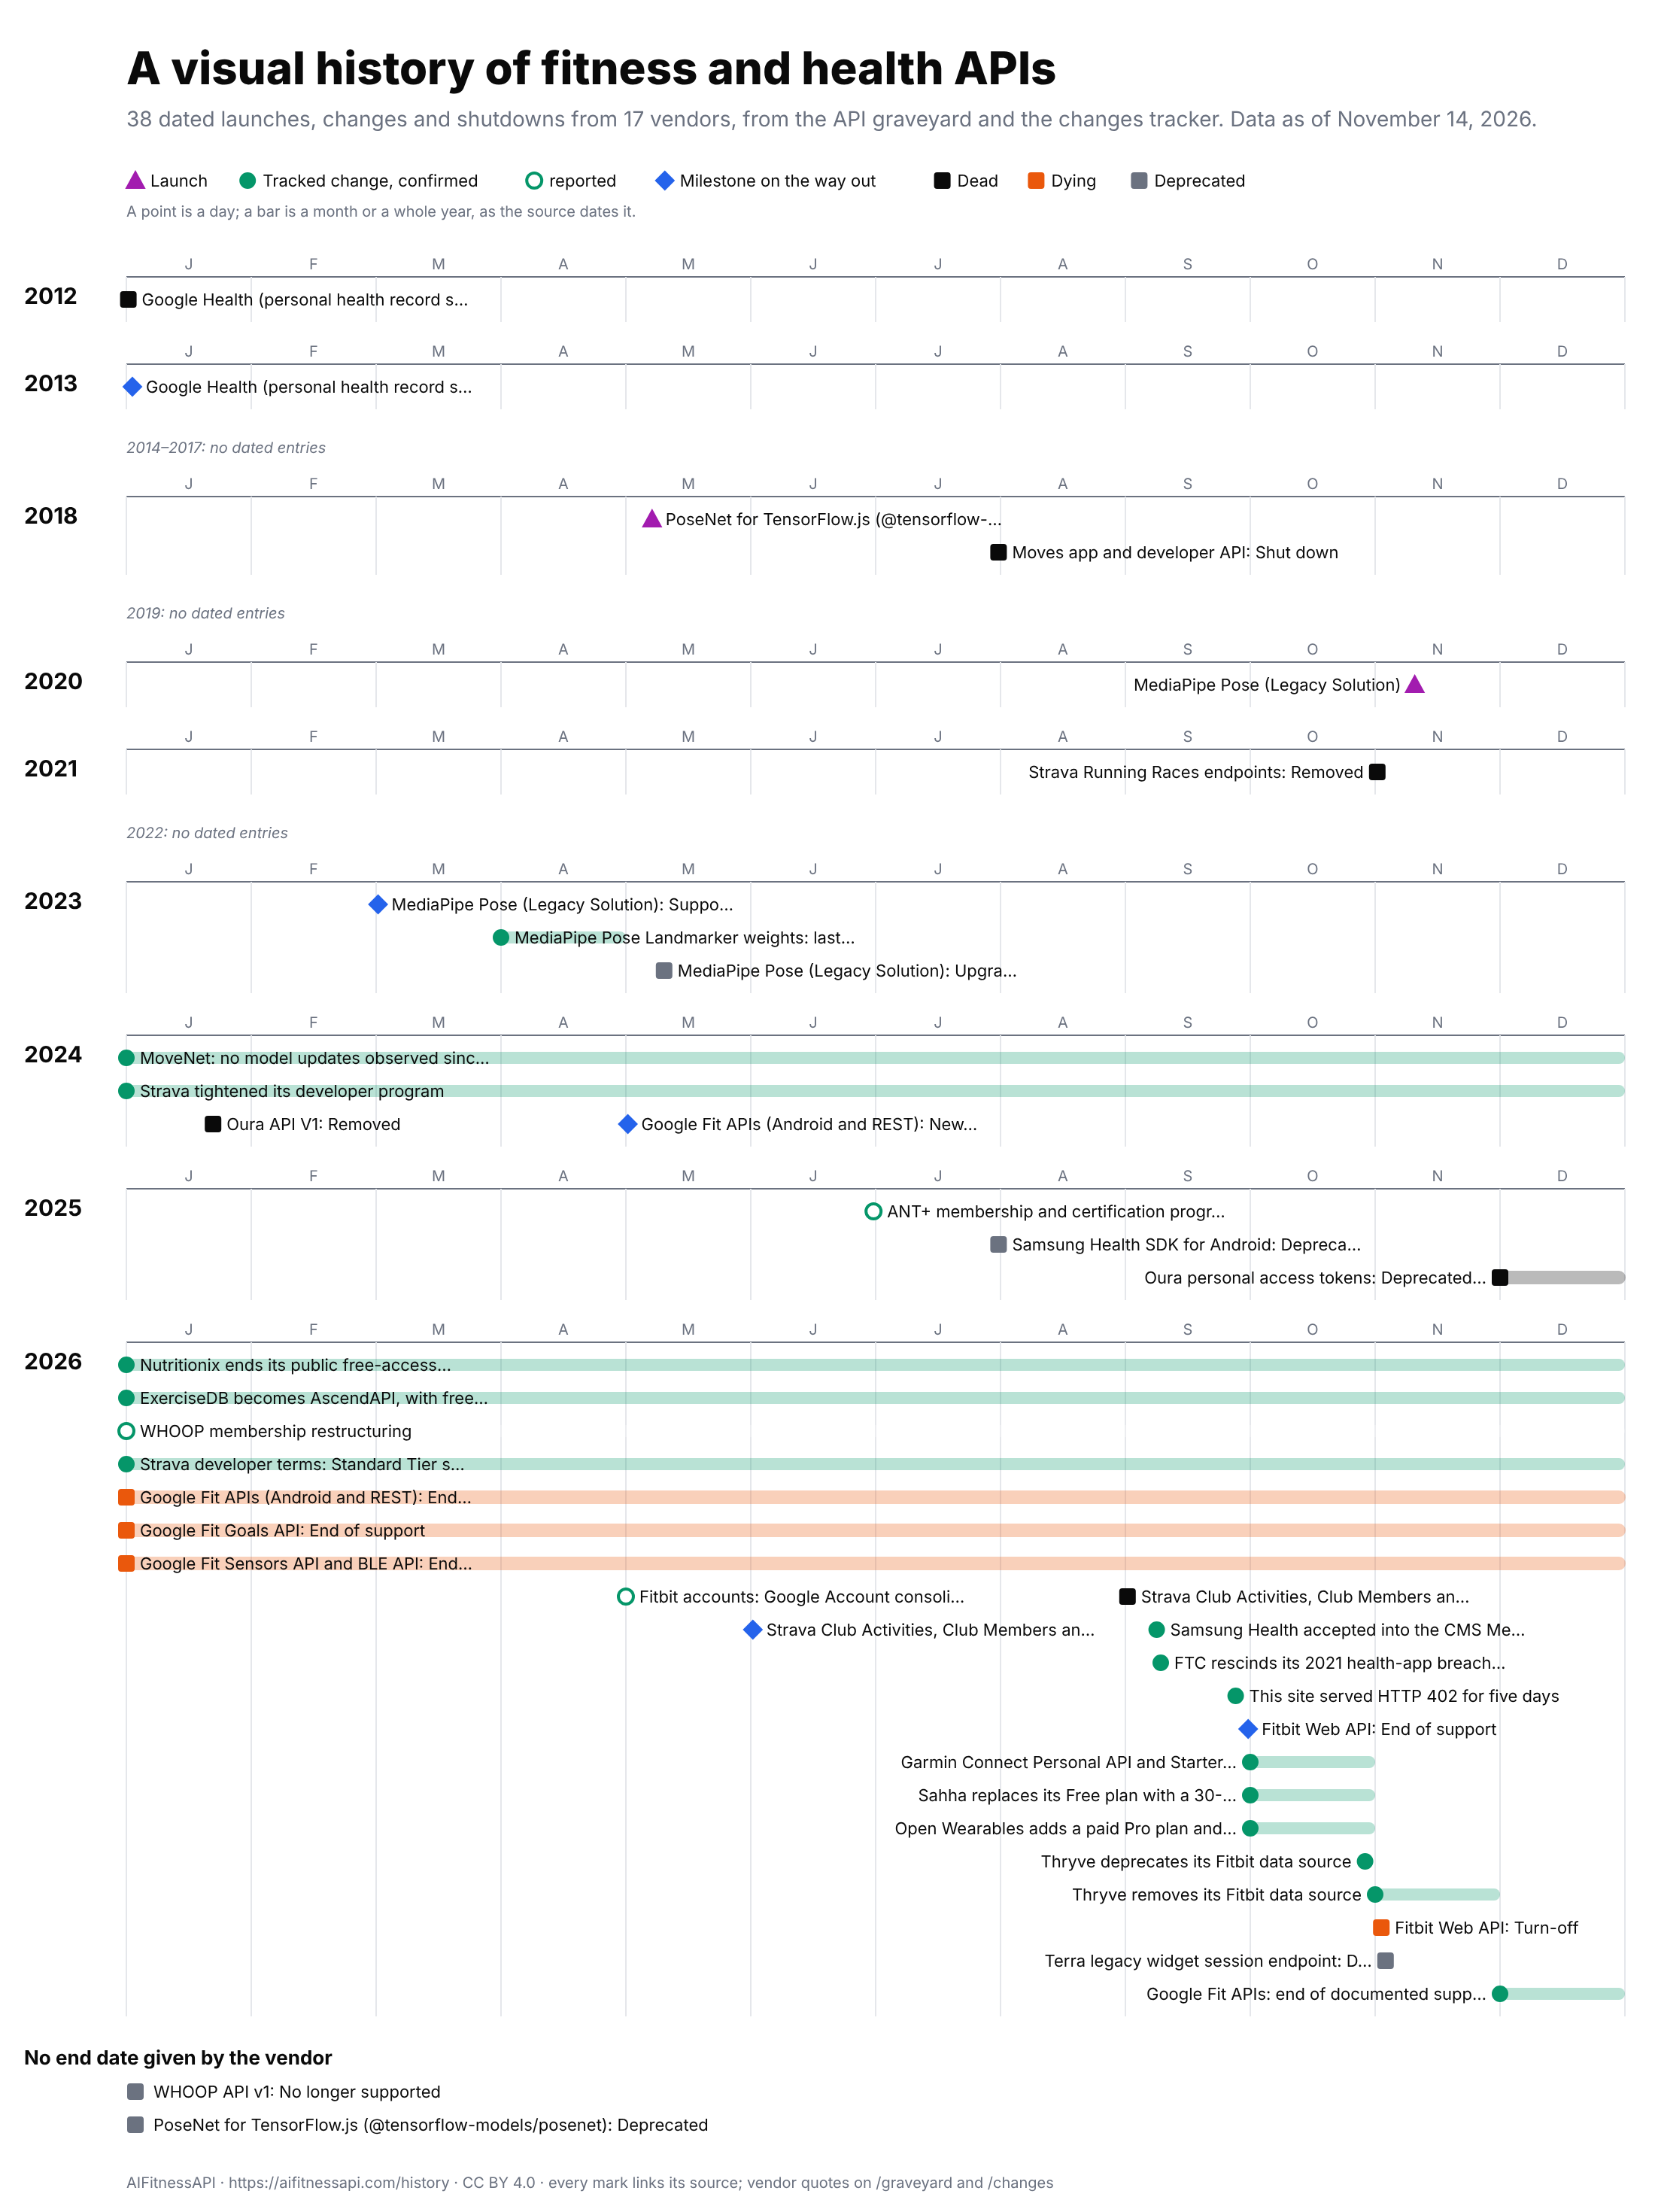 A visual history of fitness and health APIs
38 dated launches, changes and shutdowns from 17 vendors, from the API graveyard and the changes tracker. Data as of November 14, 2026.
Launch Tracked change, confirmed reported Milestone on the way out Dead Dying Deprecated
A point is a day; a bar is a month or a whole year, as the source dates it.
J F M A M J J A S O N D
2012
Google Health (personal health record s...
J F M A M J J A S O N D
2013
Google Health (personal health record s...
2014–2017: no dated entries
J F M A M J J A S O N D
2018
PoseNet for TensorFlow.js (@tensorflow-...
Moves app and developer API: Shut down
2019: no dated entries
J F M A M J J A S O N D
2020
MediaPipe Pose (Legacy Solution)
J F M A M J J A S O N D
2021
Strava Running Races endpoints: Removed
2022: no dated entries
J F M A M J J A S O N D
2023
MediaPipe Pose (Legacy Solution): Suppo...
MediaPipe Pose Landmarker weights: last...
MediaPipe Pose (Legacy Solution): Upgra...
J F M A M J J A S O N D
2024
MoveNet: no model updates observed sinc...
Strava tightened its developer program
Oura API V1: Removed Google Fit APIs (Android and REST): New...
J F M A M J J A S O N D
2025
ANT+ membership and certification progr...
Samsung Health SDK for Android: Depreca...
Oura personal access tokens: Deprecated...
J F M A M J J A S O N D
2026
Nutritionix ends its public free-access...
ExerciseDB becomes AscendAPI, with free...
WHOOP membership restructuring
Strava developer terms: Standard Tier s...
Google Fit APIs (Android and REST): End...
Google Fit Goals API: End of support
Google Fit Sensors API and BLE API: End...
Fitbit accounts: Google Account consoli... Strava Club Activities, Club Members an...
Strava Club Activities, Club Members an... Samsung Health accepted into the CMS Me...
FTC rescinds its 2021 health-app breach...
This site served HTTP 402 for five days
Fitbit Web API: End of support
Garmin Connect Personal API and Starter...
Sahha replaces its Free plan with a 30-...
Open Wearables adds a paid Pro plan and...
Thryve deprecates its Fitbit data source
Thryve removes its Fitbit data source
Fitbit Web API: Turn-off
Terra legacy widget session endpoint: D...
Google Fit APIs: end of documented supp...
No end date given by the vendor
WHOOP API v1: No longer supported
PoseNet for TensorFlow.js (@tensorflow-models/posenet): Deprecated
AIFitnessAPI · https://aifitnessapi.com/history · CC BY 4.0 · every mark links its source; vendor quotes on /graveyard and /changes